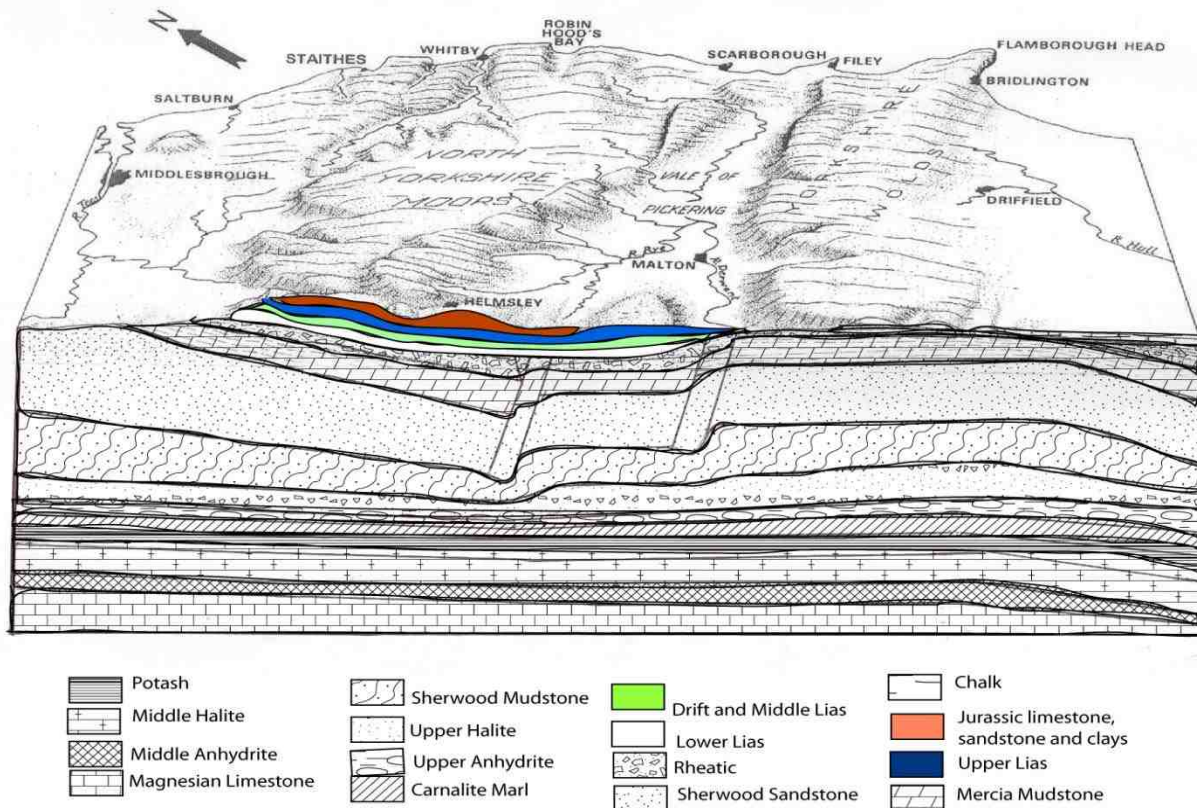 N
ROBIN
HOOD'S
BAY
WHITBY
STAITHES
SCARBOROUGH
FILEY
FLAMBOROUGH HEAD
BRIDLINGTON
SALTBURN
MIDDLESBROUGH
NORTH
YORKSHIRE
MOORS
VALE OF
PICKERING
YORKSHIRE
WOLDS
DRIFFIELD
R. Hull
R. Rye
MALTON
R. Derwent
HELMSLEY
Potash
Middle Halite
Middle Anhydrite
Magnesian Limestone
Sherwood Mudstone
Upper Halite
Upper Anhydrite
Carnalite Marl
Drift and Middle Lias
Lower Lias
Rheatic
Sherwood Sandstone
Chalk
Jurassic limestone,
sandstone and clays
Upper Lias
Mercia Mudstone